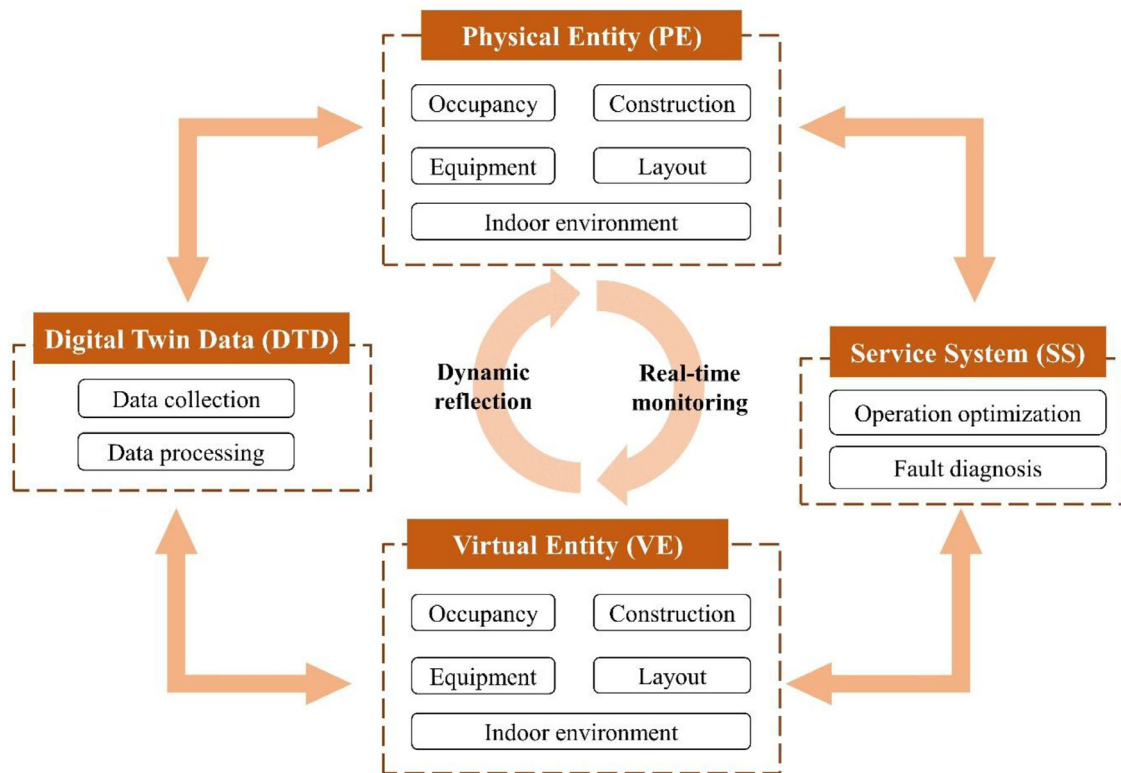 Physical Entity (PE)
Occupancy
Construction
Equipment
Layout
Indoor environment
Digital Twin Data (DTD)
Data collection
Data processing
Dynamic
reflection
Real-time
monitoring
Service System (SS)
Operation optimization
Fault diagnosis
Virtual Entity (VE)
Occupancy
Construction
Equipment
Layout
Indoor environment